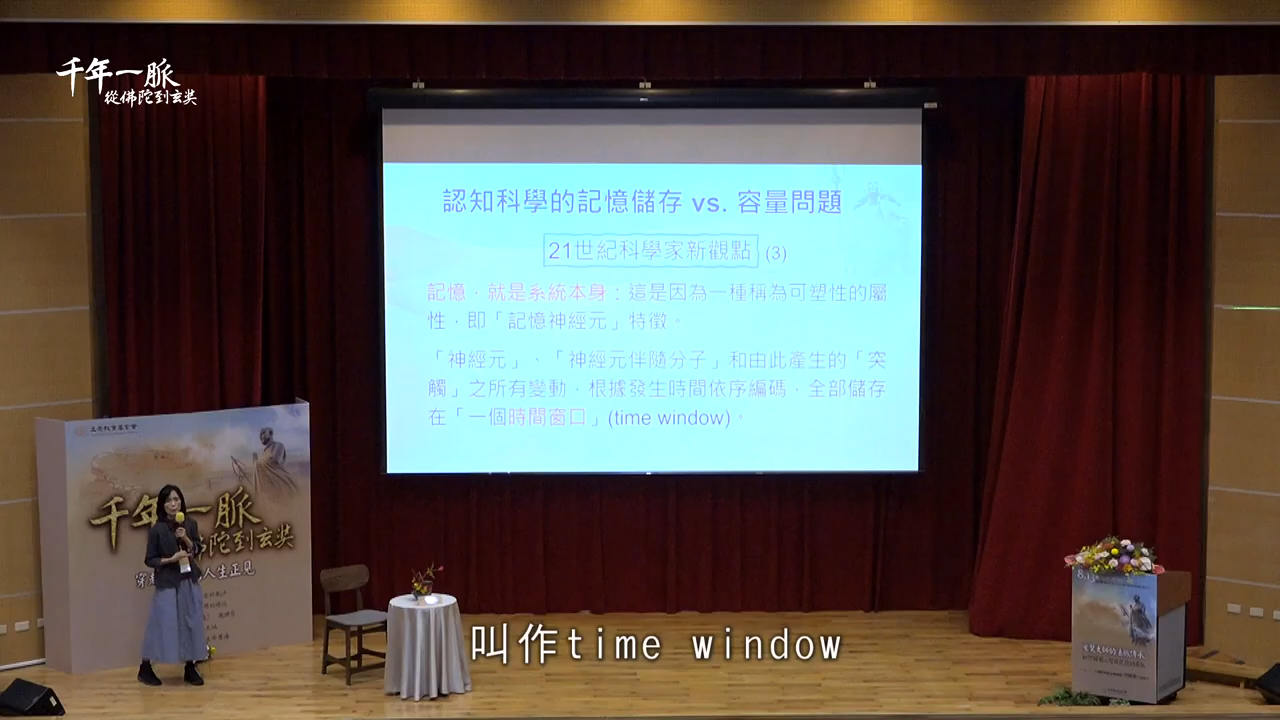 千年一脈
從佛陀到玄奘
認知科學的記憶儲存 vs. 容量問題
21世紀科學家新觀點 (3)
記憶，就是系統本身：這是因為一種稱為可塑性的屬
性，即「記憶神經元」特徵。
「神經元」、「神經元伴隨分子」和由此產生的「突
觸」之所有變動，根據發生時間依序編碼，全部儲存
在「一個時間窗口」(time window)。
千年一脈
佛陀到玄奘
人生正見
叫作time window